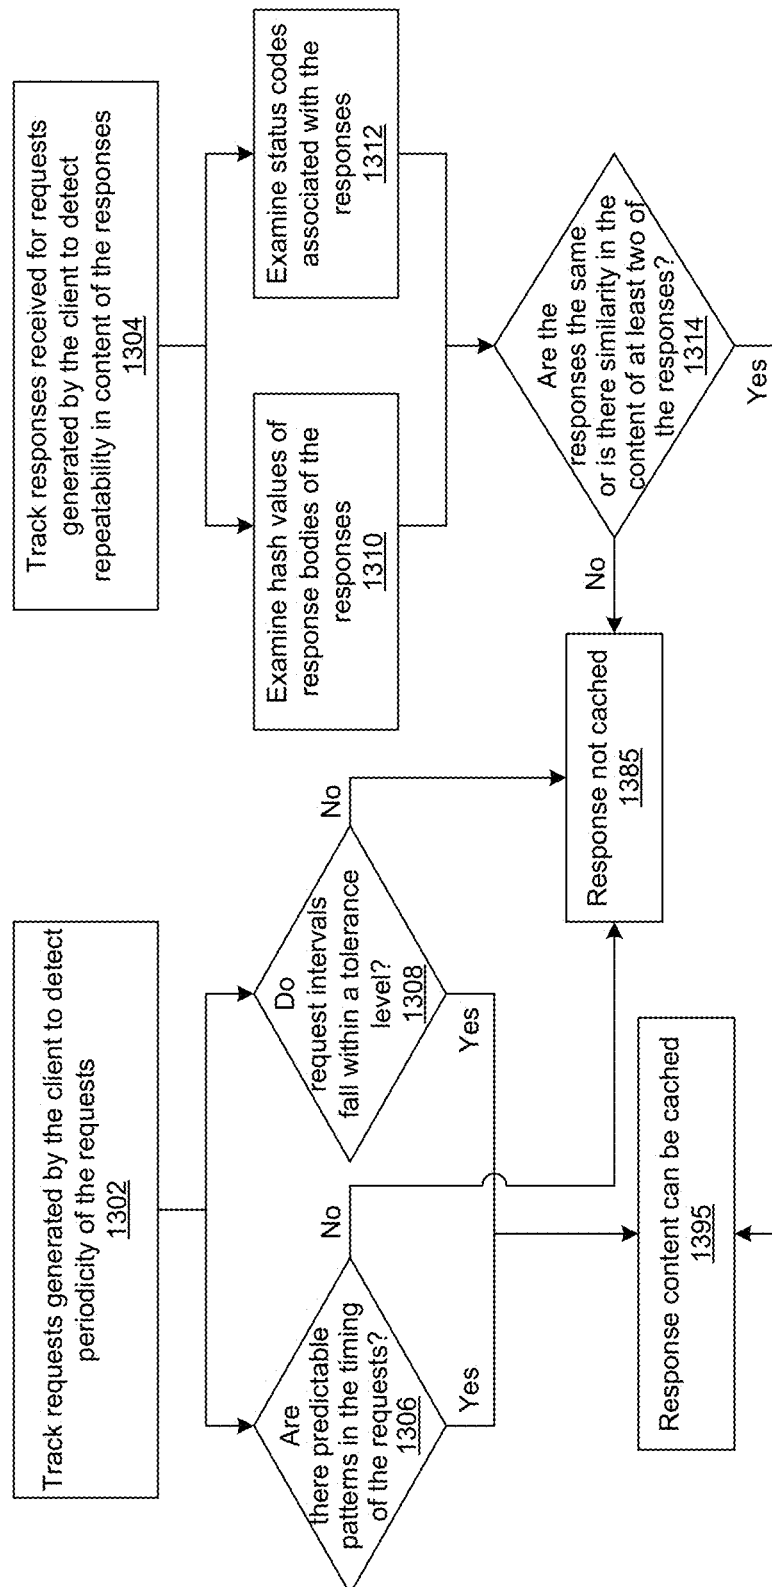 Track requests generated by the client to detect
periodicity of the requests
1302
Are
there predictable
patterns in the timing
of the requests?
1306
No
Yes
Do
request intervals
fall within a tolerance
level?
1308
No
Yes
Track responses received for requests
generated by the client to detect
repeatability in content of the responses
1304
Examine hash values of
response bodies of the
responses
1310
Examine status codes
associated with the
responses
1312
Are the
responses the same
or is there similarity in the
content of at least two of
the responses?
1314
No
Yes
Response not cached
1385
Response content can be cached
1395